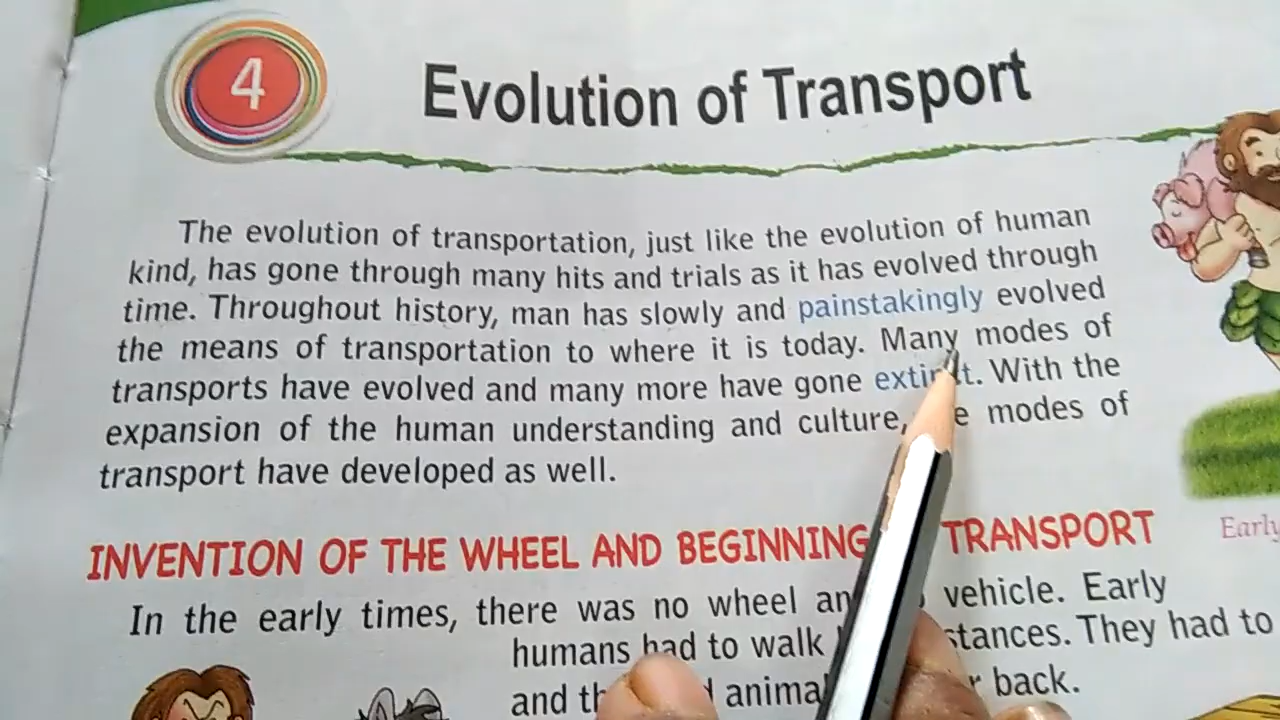 4
Evolution of Transport
The evolution of transportation, just like the evolution of human
kind, has gone through many hits and trials as it has evolved through
time. Throughout history, man has slowly and painstakingly evolved
the means of transportation to where it is today. Many modes of
transports have evolved and many more have gone extinct. With the
expansion of the human understanding and culture, modes of
transport have developed as well.
INVENTION OF THE WHEEL AND BEGINNING TRANSPORT
Early
In the early times, there was no wheel vehicle. Early
humans had to walk They had to
and back.